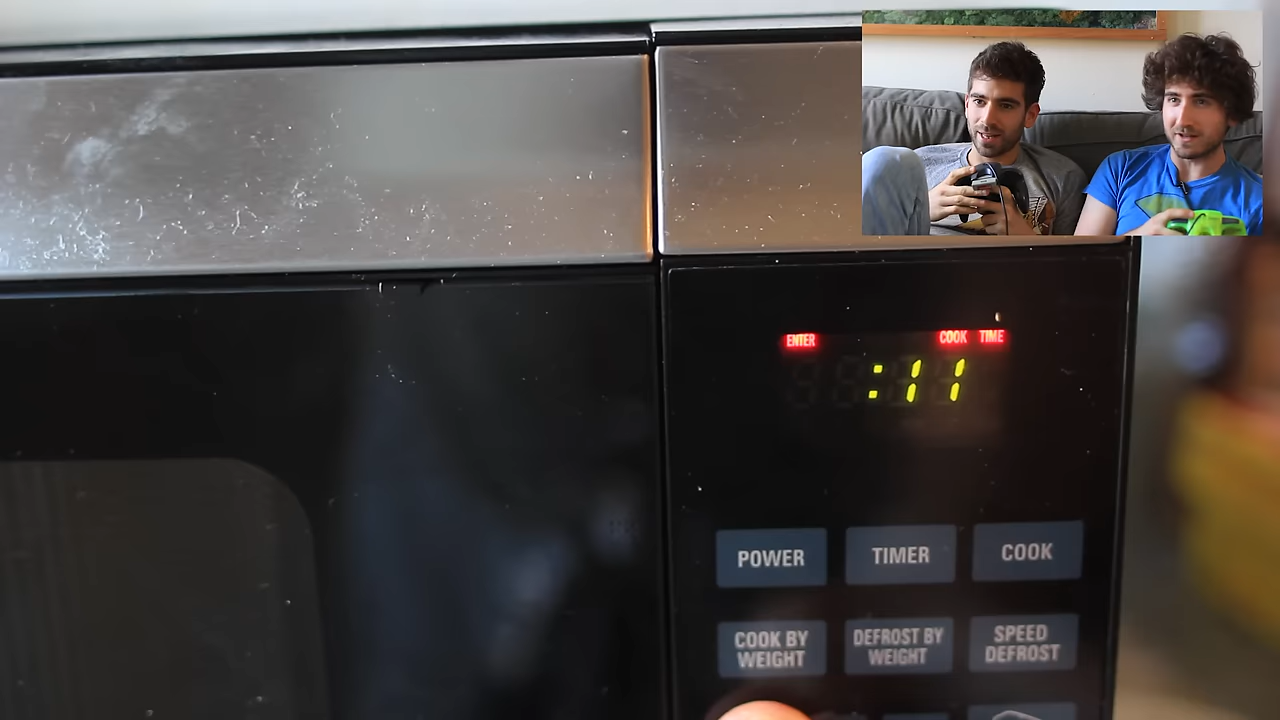 ENTER COOK TIME
:11
POWER TIMER COOK
COOK BY WEIGHT
DEFROST BY WEIGHT
SPEED DEFROST